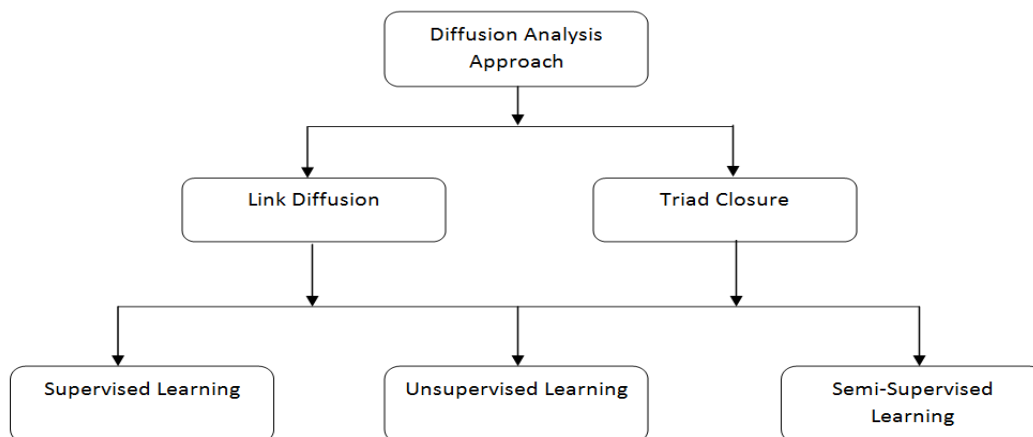 Diffusion Analysis
Approach
Link Diffusion
Triad Closure
Supervised Learning
Unsupervised Learning
Semi-Supervised
Learning